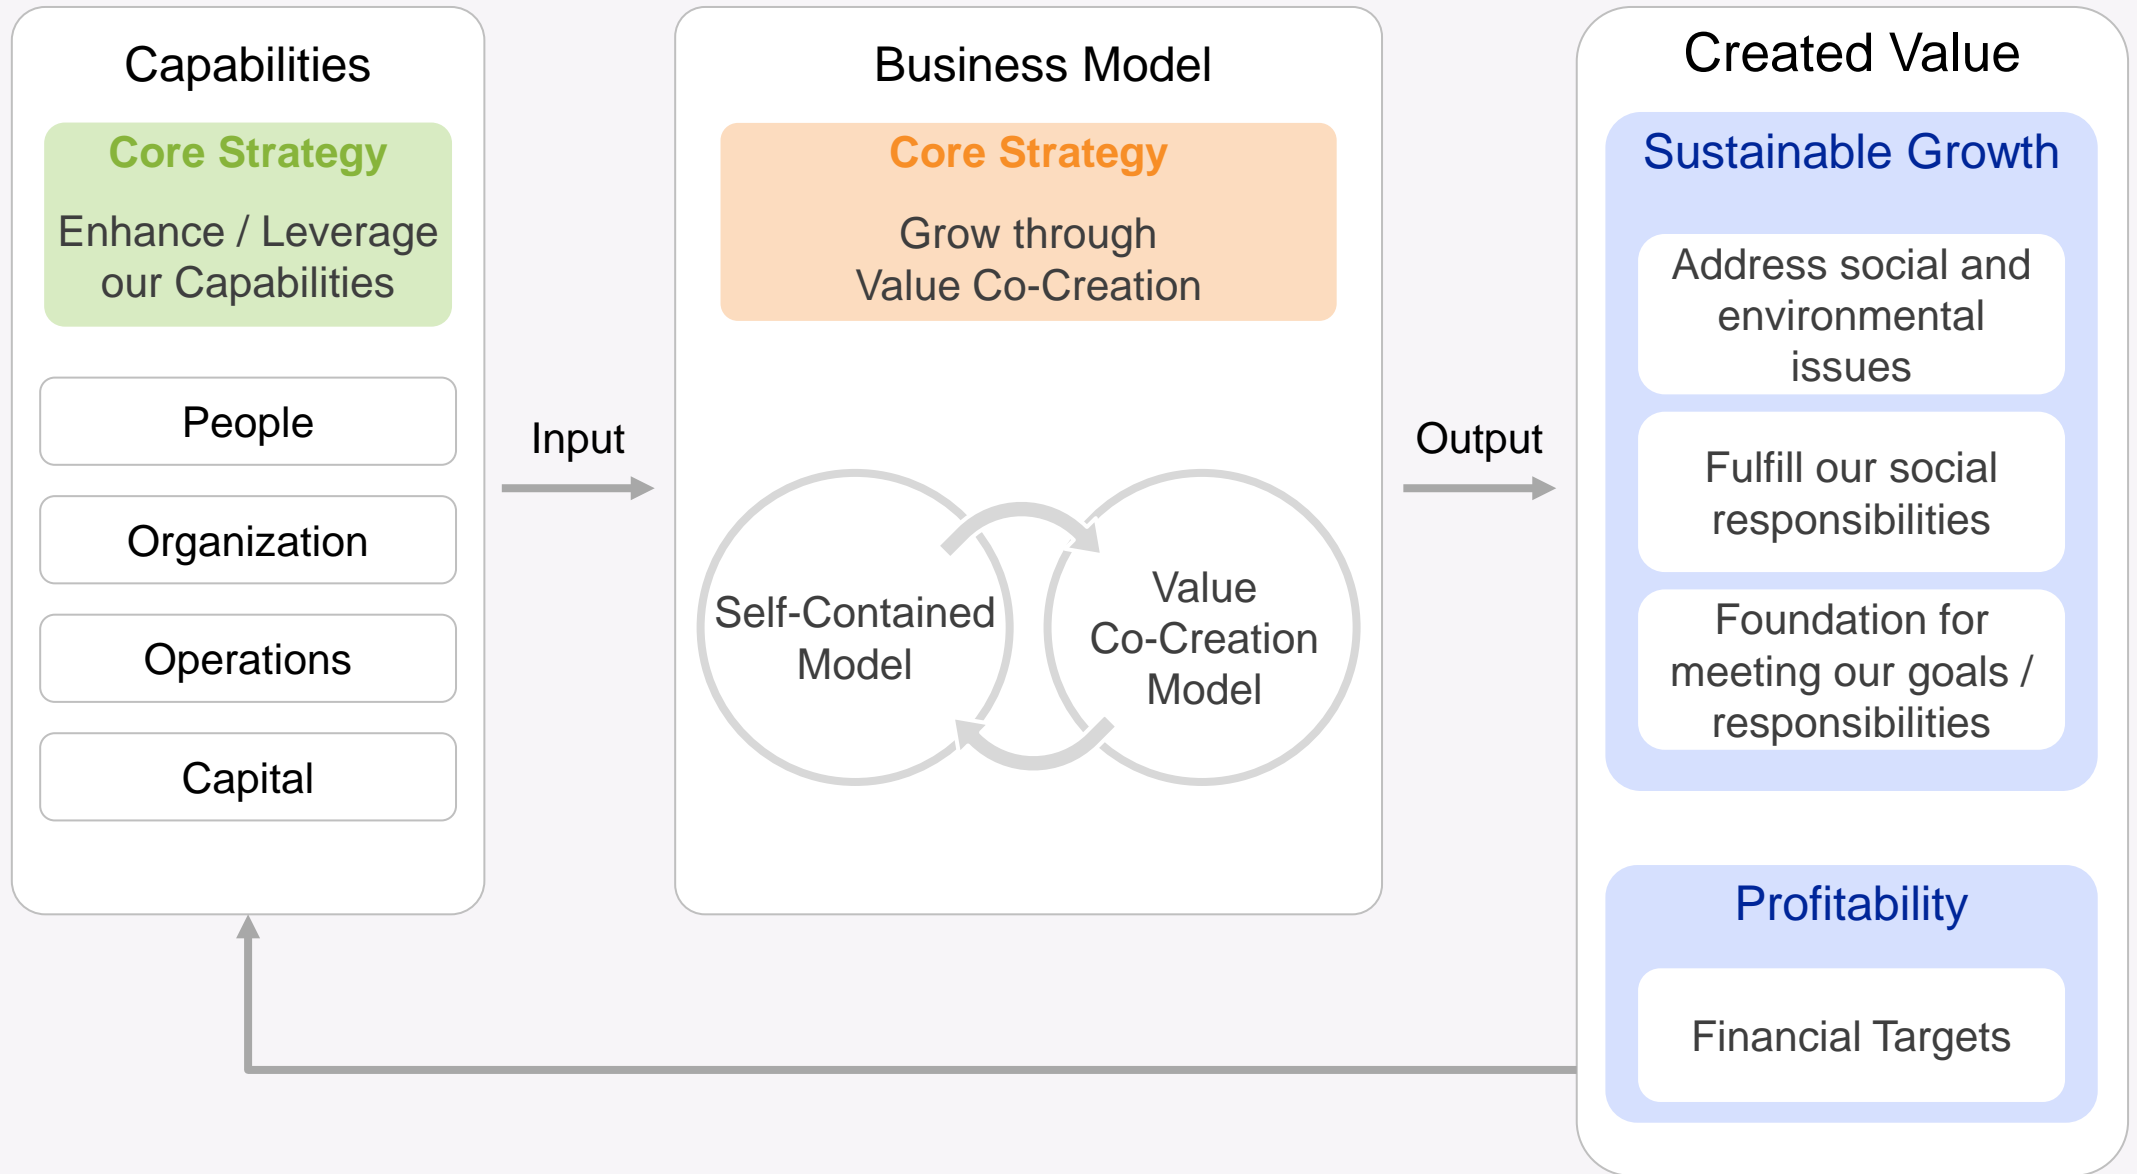 Capabilities
Core Strategy
Enhance / Leverage
our Capabilities
People
Organization
Operations
Capital
Input
Business Model
Core Strategy
Grow through
Value Co-Creation
Self-Contained
Model
Value
Co-Creation
Model
Output
Created Value
Sustainable Growth
Address social and
environmental
issues
Fulfill our social
responsibilities
Foundation for
meeting our goals /
responsibilities
Profitability
Financial Targets